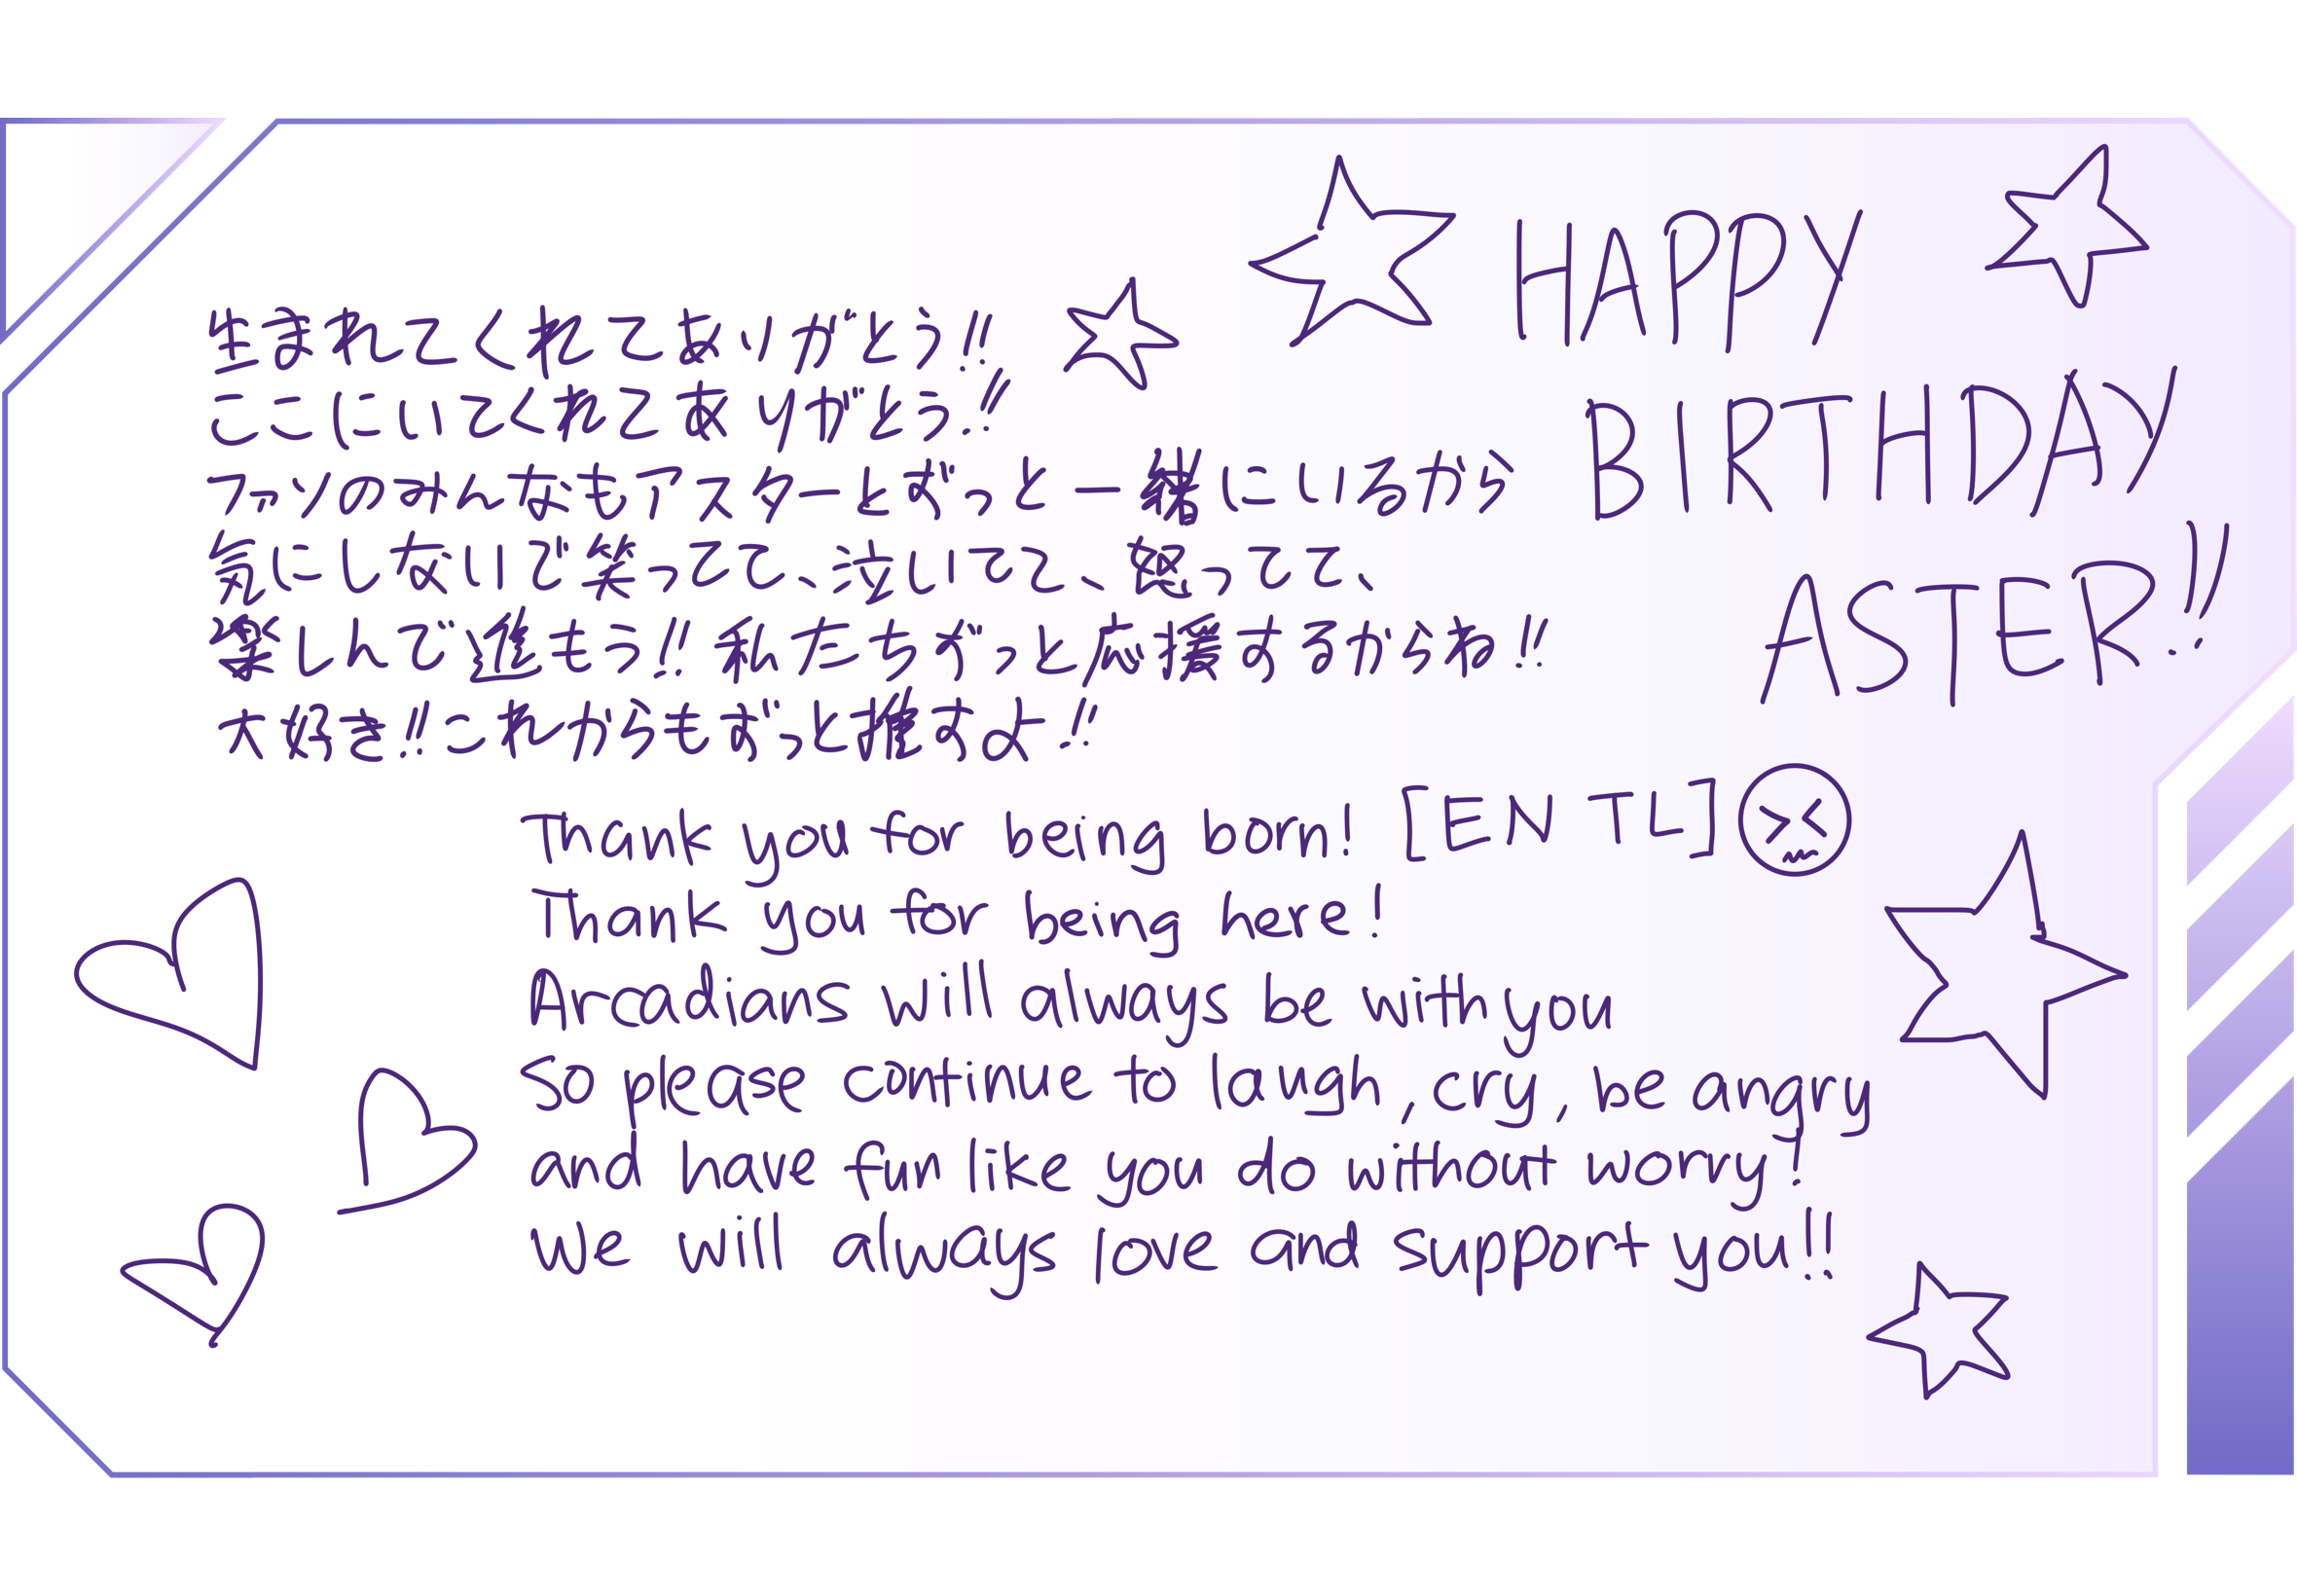 HAPPY
BIRTHDAY
ASTER!!
生まれてくれてありがとう!!
ここにいてくれてありがとう!!
ファンのみんなもアスターとずっと一緒にいるから
気にしないで笑ってて、泣いてて、怒ってて、
楽しんで進もう!! 私たちずっと応援するからね!!
大好き!!これからもずっと推すよ!!
Thank you for being born! [EN TL]
Thank you for being here!
Arcadians will always be with you
So please continue to laugh, cry, be angry
and have fun like you do without worry!
We will always love and support you!!